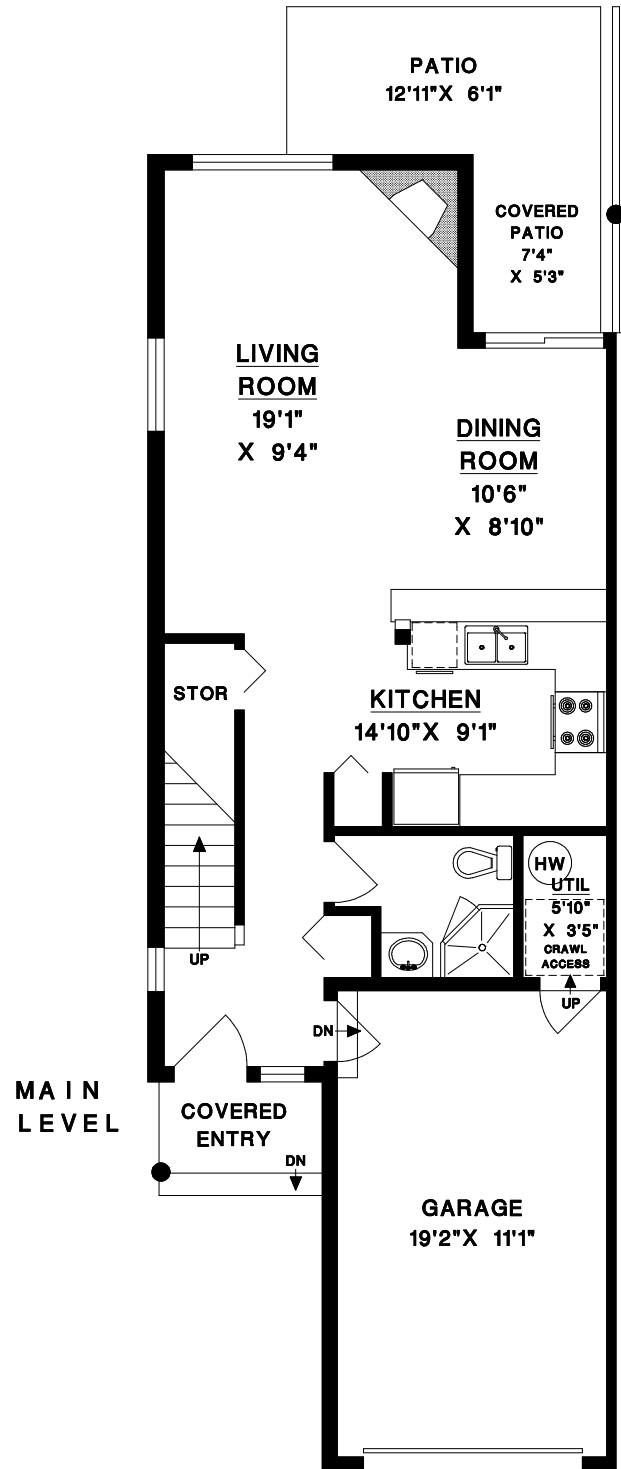 PATIO
12'11"X 6'1"
COVERED
PATIO
7'4"
X 5'3"
LIVING
ROOM
19'1"
X 9'4"
DINING
ROOM
10'6"
X 8'10"
STOR
KITCHEN
14'10"X 9'1"
HW
UTIL
5'10"
X 3'5"
CRAWL
ACCESS
UP
UP
DN
MAIN
LEVEL
COVERED
ENTRY
DN
GARAGE
19'2"X 11'1"